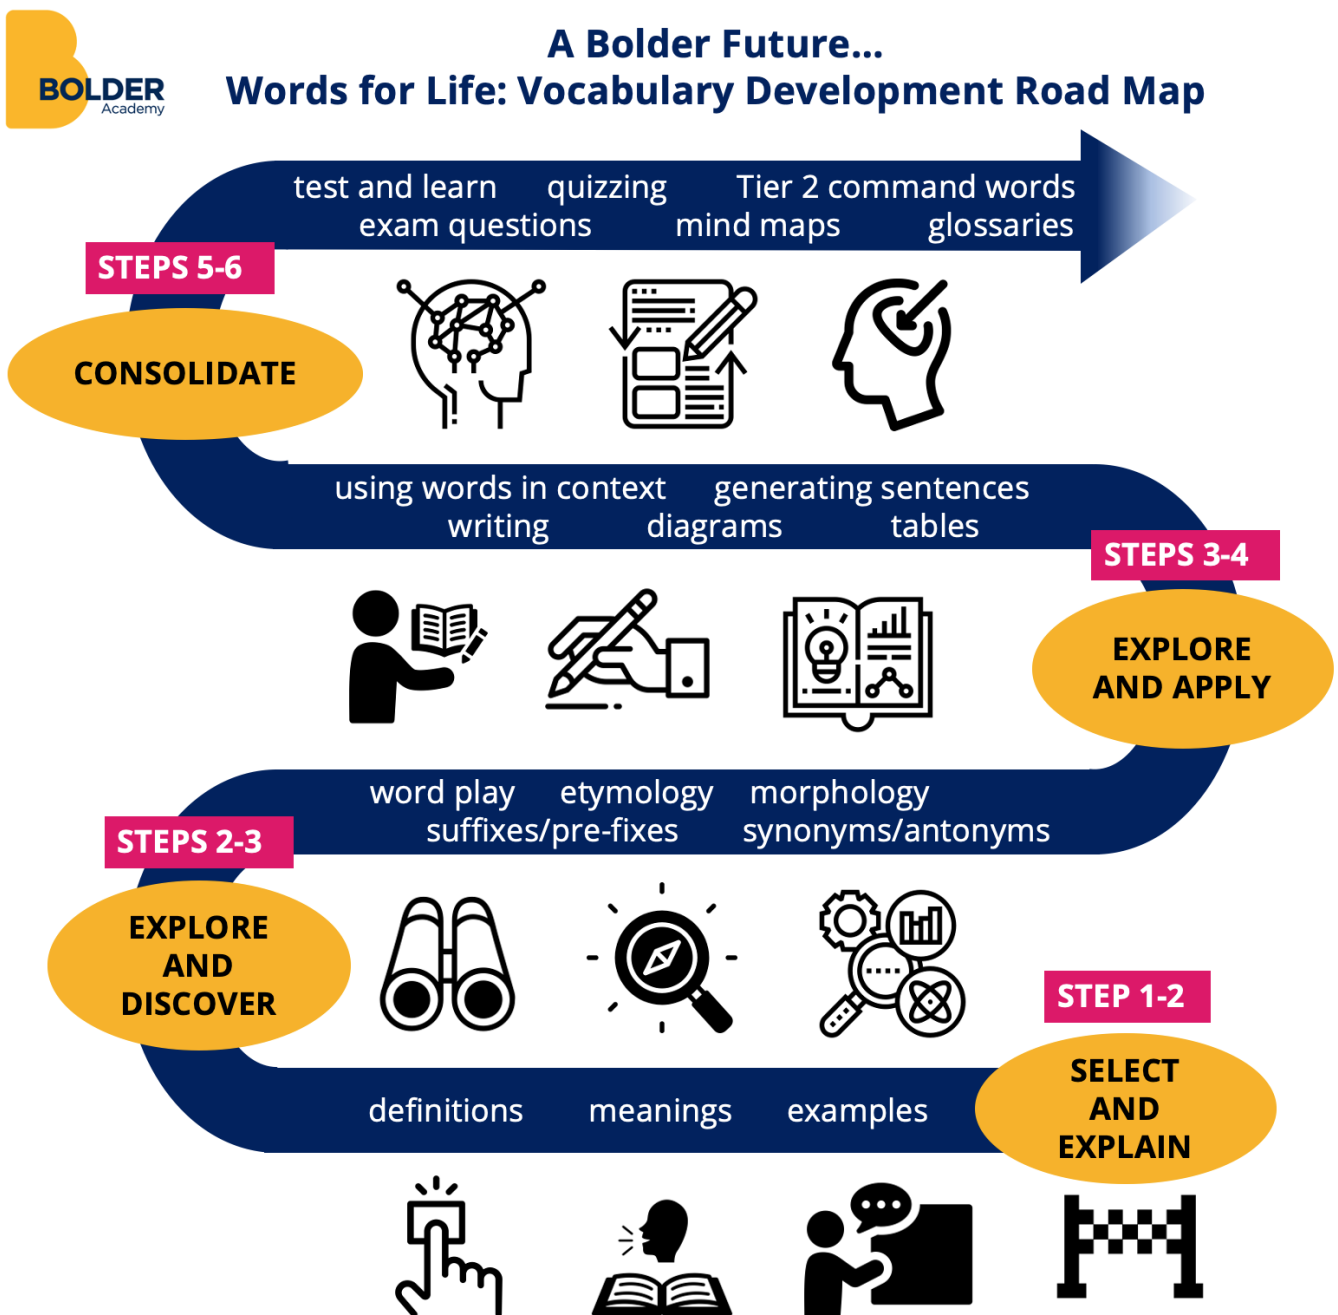 BOLDER
Academy
A Bolder Future...
Words for Life: Vocabulary Development Road Map
test and learn quizzing Tier 2 command words
exam questions mind maps glossaries
STEPS 5-6
CONSOLIDATE
using words in context generating sentences
writing diagrams tables
STEPS 3-4
EXPLORE
AND APPLY
word play etymology morphology
suffixes/pre-fixes synonyms/antonyms
STEPS 2-3
EXPLORE
AND
DISCOVER
STEP 1-2
SELECT
AND
EXPLAIN
definitions meanings examples